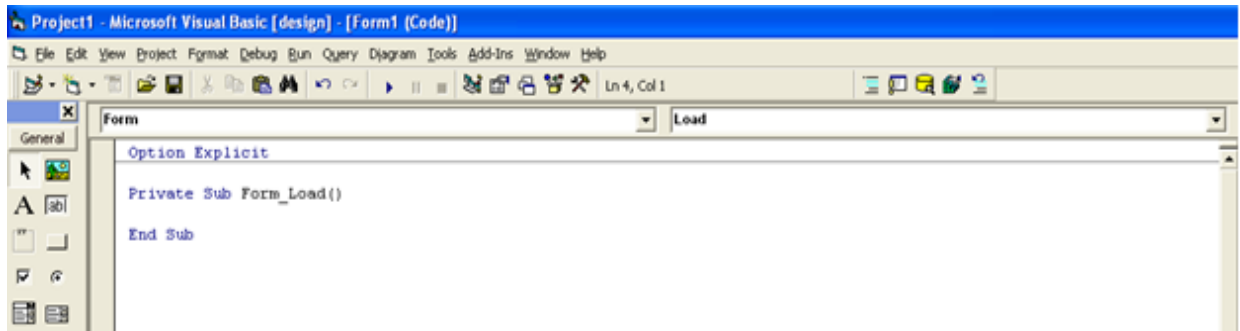 Project1 - Microsoft Visual Basic [design] - [Form1 (Code)]
File Edit View Project Format Debug Run Query Diagram Tools Add-Ins Window Help
Ln 4, Col 1
Form Load
General
Option Explicit
Private Sub Form_Load()
A ab
End Sub